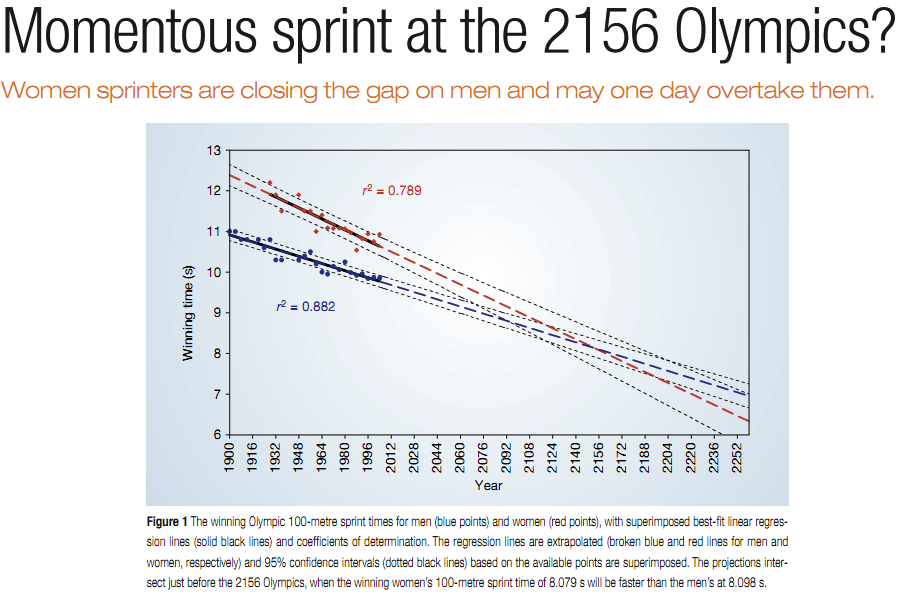 Momentous sprint at the 2156 Olympics?
Women sprinters are closing the gap on men and may one day overtake them.
13
12
11
10
9
8
7
6
Winning time (s)
r² = 0.789
r² = 0.882
1900 1916 1932 1948 1964 1980 1996 2012 2028 2044 2060 2076 2092 2108 2124 2140 2156 2172 2188 2204 2220 2236 2252
Year
Figure 1 The winning Olympic 100-metre sprint times for men (blue points) and women (red points), with superimposed best-fit linear regres-
sion lines (solid black lines) and coefficients of determination. The regression lines are extrapolated (broken blue and red lines for men and
women, respectively) and 95% confidence intervals (dotted black lines) based on the available points are superimposed. The projections inter-
sect just before the 2156 Olympics, when the winning women's 100-metre sprint time of 8.079 s will be faster than the men's at 8.098 s.